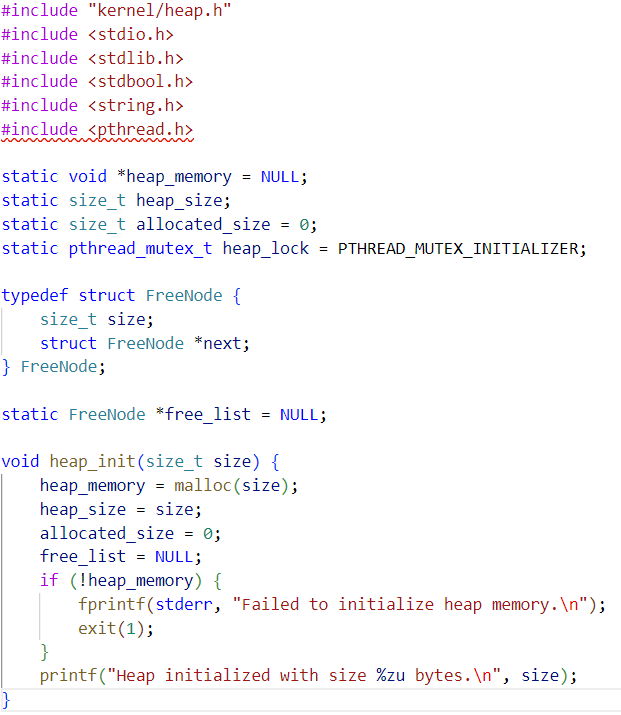 #include "kernel/heap.h"
#include <stdio.h>
#include <stdlib.h>
#include <stdbool.h>
#include <string.h>
#include <pthread.h>

static void *heap_memory = NULL;
static size_t heap_size;
static size_t allocated_size = 0;
static pthread_mutex_t heap_lock = PTHREAD_MUTEX_INITIALIZER;

typedef struct FreeNode {
    size_t size;
    struct FreeNode *next;
} FreeNode;

static FreeNode *free_list = NULL;

void heap_init(size_t size) {
    heap_memory = malloc(size);
    heap_size = size;
    allocated_size = 0;
    free_list = NULL;
    if (!heap_memory) {
        fprintf(stderr, "Failed to initialize heap memory.\n");
        exit(1);
    }
    printf("Heap initialized with size %zu bytes.\n", size);
}